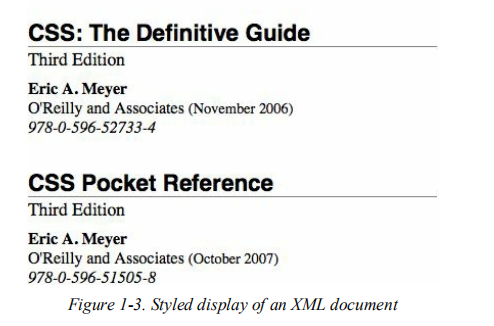 CSS: The Definitive Guide
Third Edition
Eric A. Meyer
O'Reilly and Associates (November 2006)
978-0-596-52733-4
CSS Pocket Reference
Third Edition
Eric A. Meyer
O'Reilly and Associates (October 2007)
978-0-596-51505-8
Figure 1-3. Styled display of an XML document